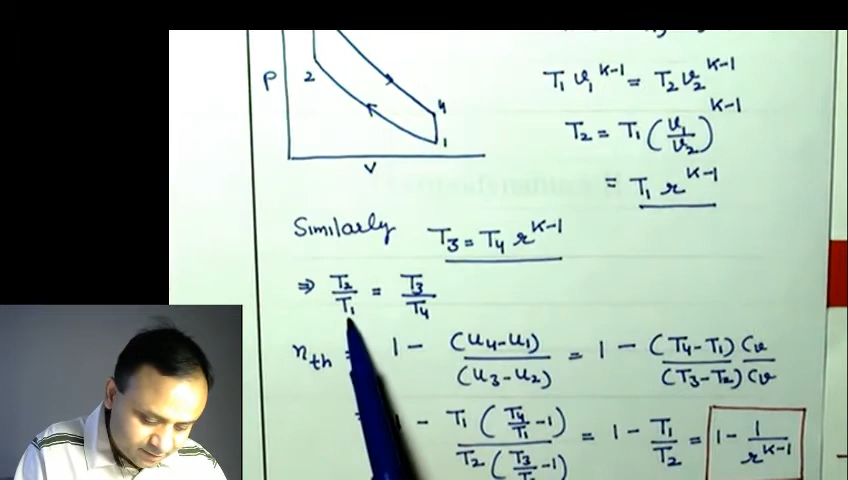 P
2
4
1
V
T₁ v₁^K-1 = T₂ v₂^K-1
T₂ = T₁ (v₁/v₂)^K-1
= T₁ r^K-1
Similarly T₃ = T₄ r^K-1
⇒ T₂/T₁ = T₃/T₄
η_th = 1 - (u₄-u₁)/(u₃-u₂) = 1 - (T₄-T₁) Cv/(T₃-T₂) Cv
- T₁ (T₄/T₁ -1)/T₂ (T₃/T -1) = 1 - T₁/T₂ = 1 - 1/r^K-1